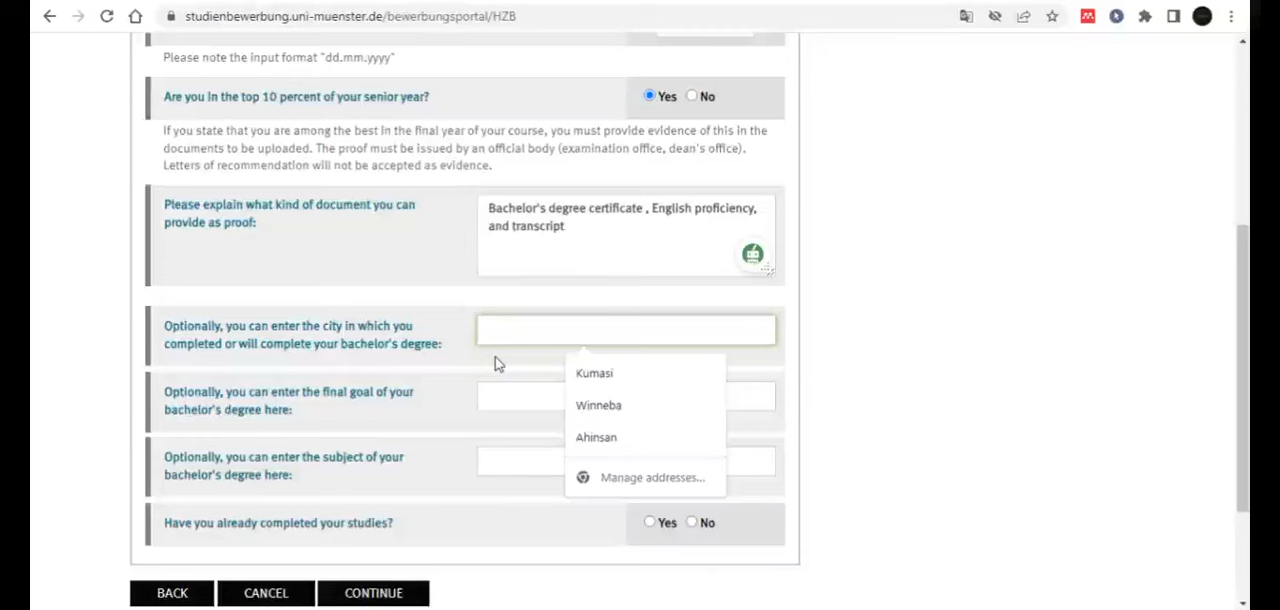 studienbewerbung.uni-muenster.de/bewerbungsportal/HZB
Please note the input format "dd.mm.yyyy"
Are you in the top 10 percent of your senior year?
Yes No
If you state that you are among the best in the final year of your course, you must provide evidence of this in the
documents to be uploaded. The proof must be issued by an official body (examination office, dean's office).
Letters of recommendation will not be accepted as evidence.
Please explain what kind of document you can
provide as proof:
Bachelor's degree certificate , English proficiency,
and transcript
Optionally, you can enter the city in which you
completed or will complete your bachelor's degree:
Kumasi
Winneba
Ahinsan
Manage addresses...
Optionally, you can enter the final goal of your
bachelor's degree here:
Optionally, you can enter the subject of your
bachelor's degree here:
Have you already completed your studies?
Yes No
BACK CANCEL CONTINUE